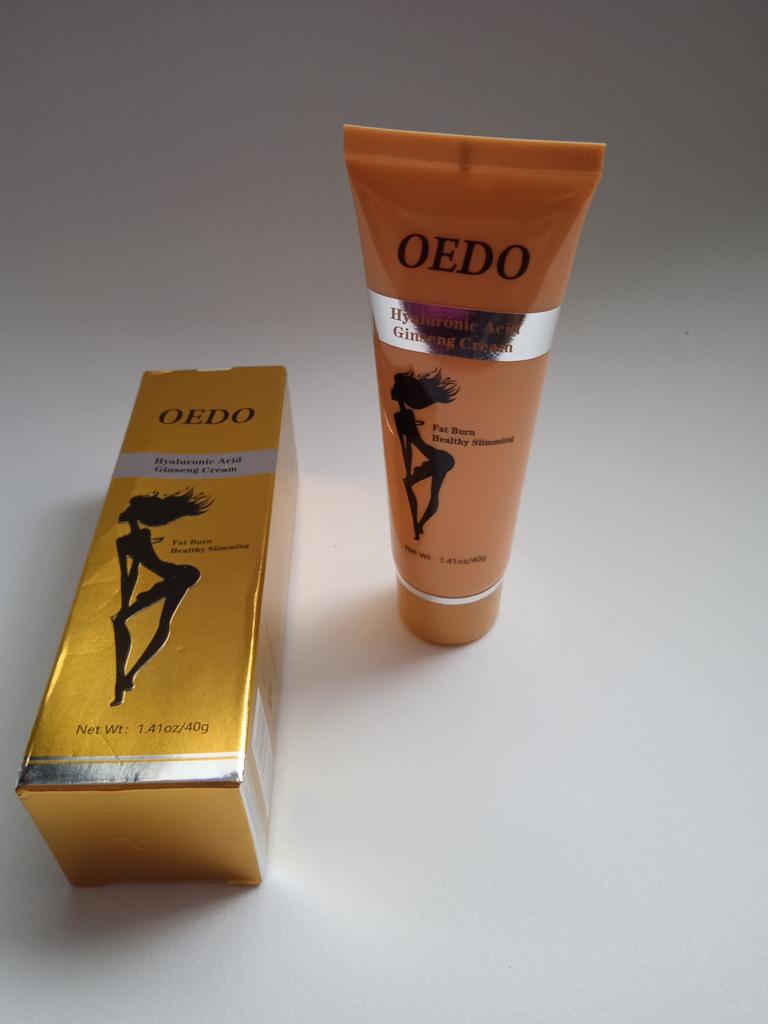 OEDO
Hyaluronic Acid
Ginseng Cream
Fat Burn
Healthy Slimming
Net Wt: 1.41oz/40g
OEDO
Hyaluronic Acid
Ginseng Cream
Fat Burn
Healthy Slimming
Net Wt: 1.41oz/40g